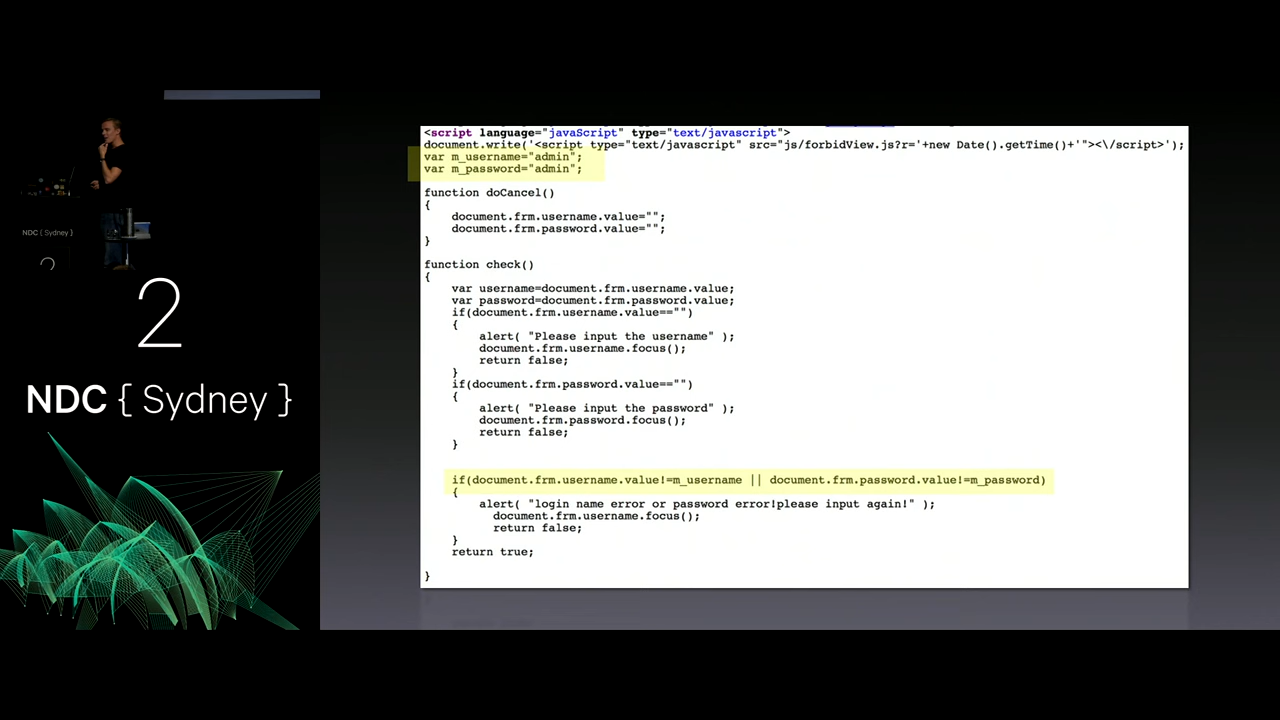 NDC { Sydney }
2
2
NDC { Sydney }
<script language="javaScript" type="text/javascript">
document.write('<script type="text/javascript" src="js/forbidView.js?r='+new Date().getTime()+'"><\/script>');
var m_username="admin";
var m_password="admin";
function doCancel()
{
document.frm.username.value="";
document.frm.password.value="";
}
function check()
{
var username=document.frm.username.value;
var password=document.frm.password.value;
if(document.frm.username.value=="")
{
alert( "Please input the username" );
document.frm.username.focus();
return false;
}
if(document.frm.password.value=="")
{
alert( "Please input the password" );
document.frm.password.focus();
return false;
}
if(document.frm.username.value!=m_username || document.frm.password.value!=m_password)
{
alert( "login name error or password error!please input again!" );
document.frm.username.focus();
return false;
}
return true;
}